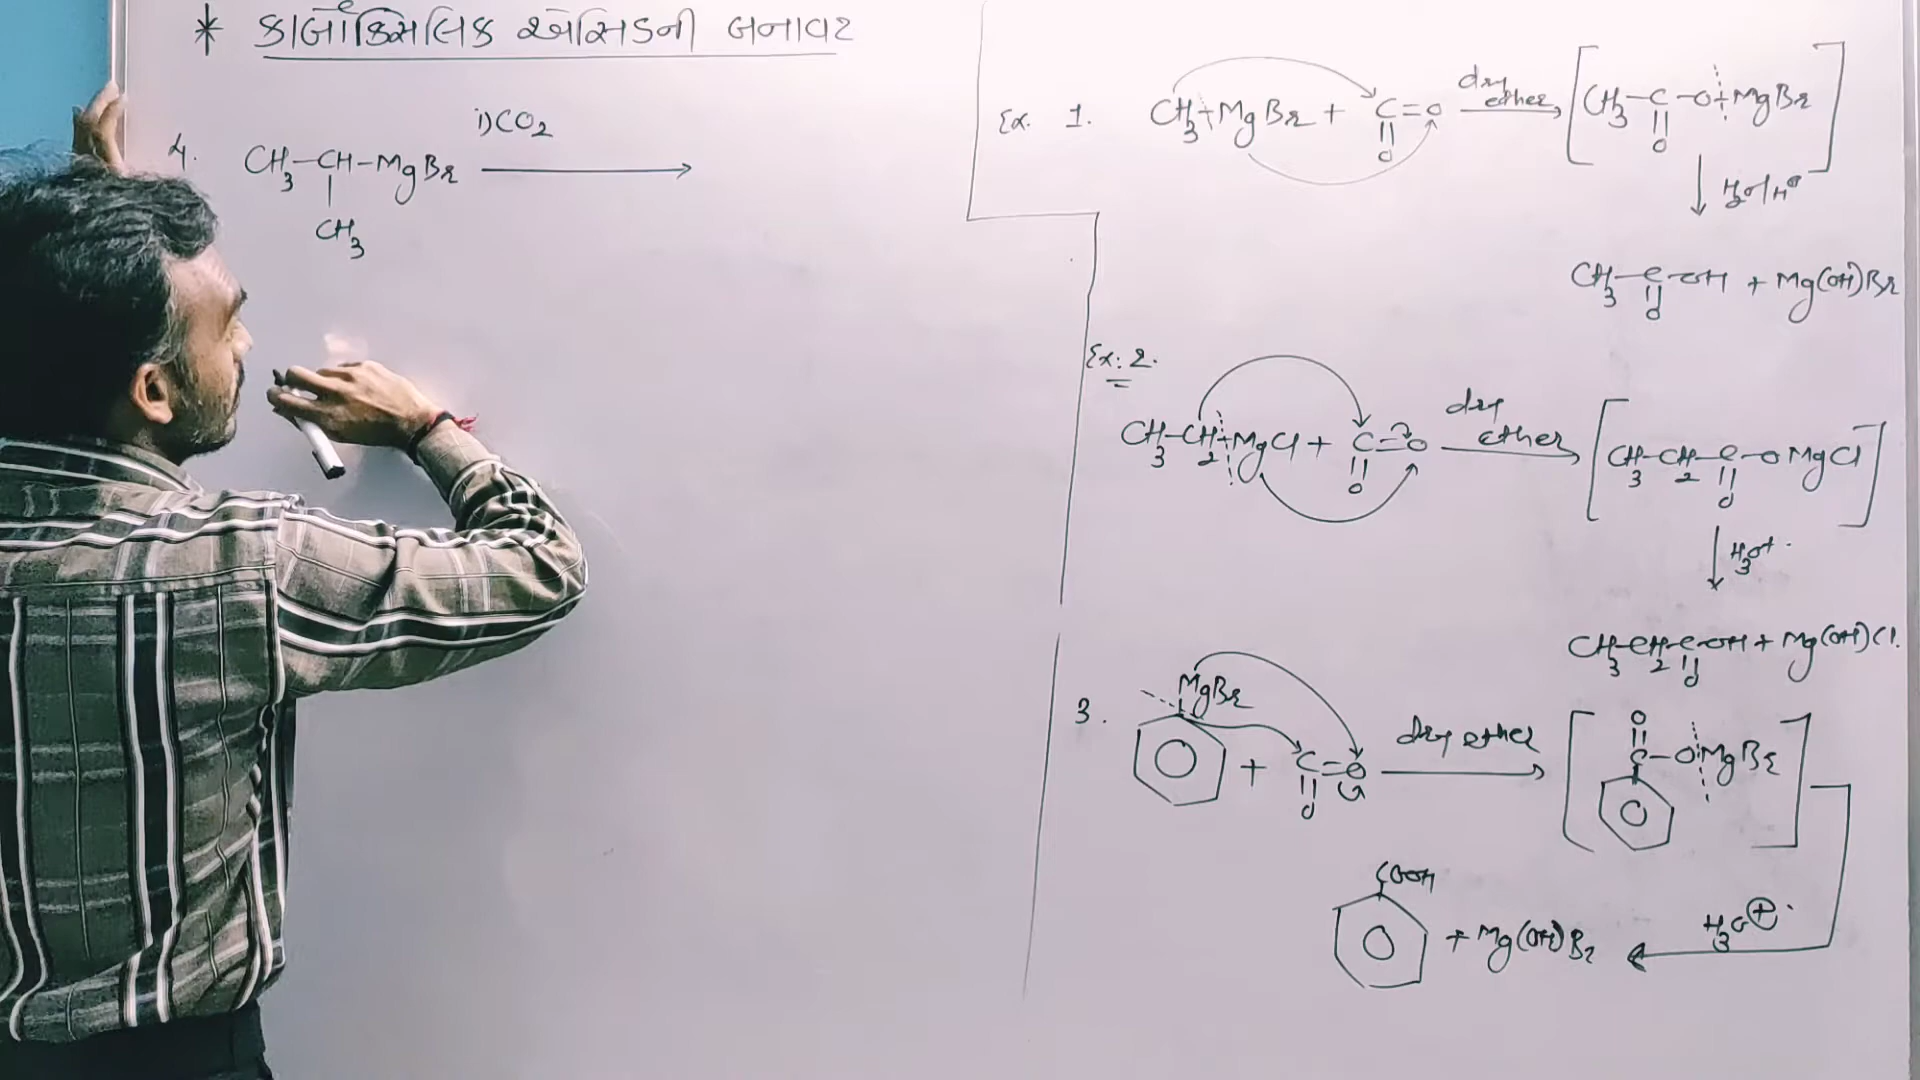 * કાર્બોક્સિલિક એસિડની બનાવટ
4. CH3-CH-MgBr
i) CO2
CH3
Ex. 1. CH3 MgBr + C=O
O
dry
ether
CH3-C-O MgBr
O
H2O/H⊕
CH3-C-OH + Mg(OH)Br
O
Ex: 2.
CH3-CH2-MgCl + C=O
O
dry
ether
CH3-CH2-C-OMgCl
O
H3O+
CH3-CH2-C-OH + Mg(OH)Cl.
O
3. MgBr
+ C=O
O
dry ether
O
C-OMgBr
H3O⊕
COOH
+ Mg(OH)Br